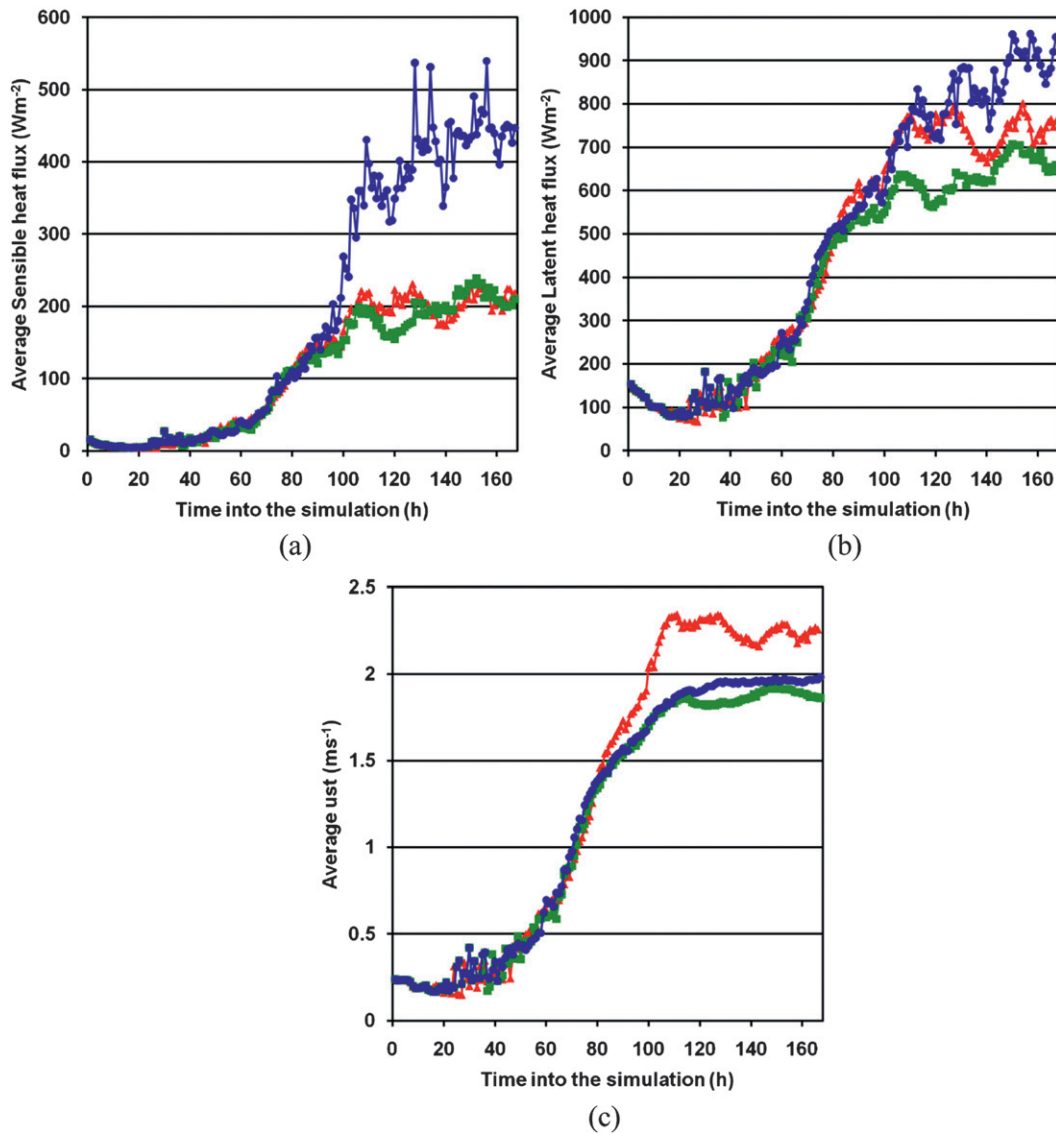 600
500
400
300
200
100
0
Average Sensible heat flux (Wm-2)
0 20 40 60 80 100 120 140 160
Time into the simulation (h)
(a)
1000
900
800
700
600
500
400
300
200
100
0
Average Latent heat flux (Wm-2)
0 20 40 60 80 100 120 140 160
Time into the simulation (h)
(b)
2.5
2
1.5
1
0.5
0
Average ust (ms-1)
0 20 40 60 80 100 120 140 160
Time into the simulation (h)
(c)